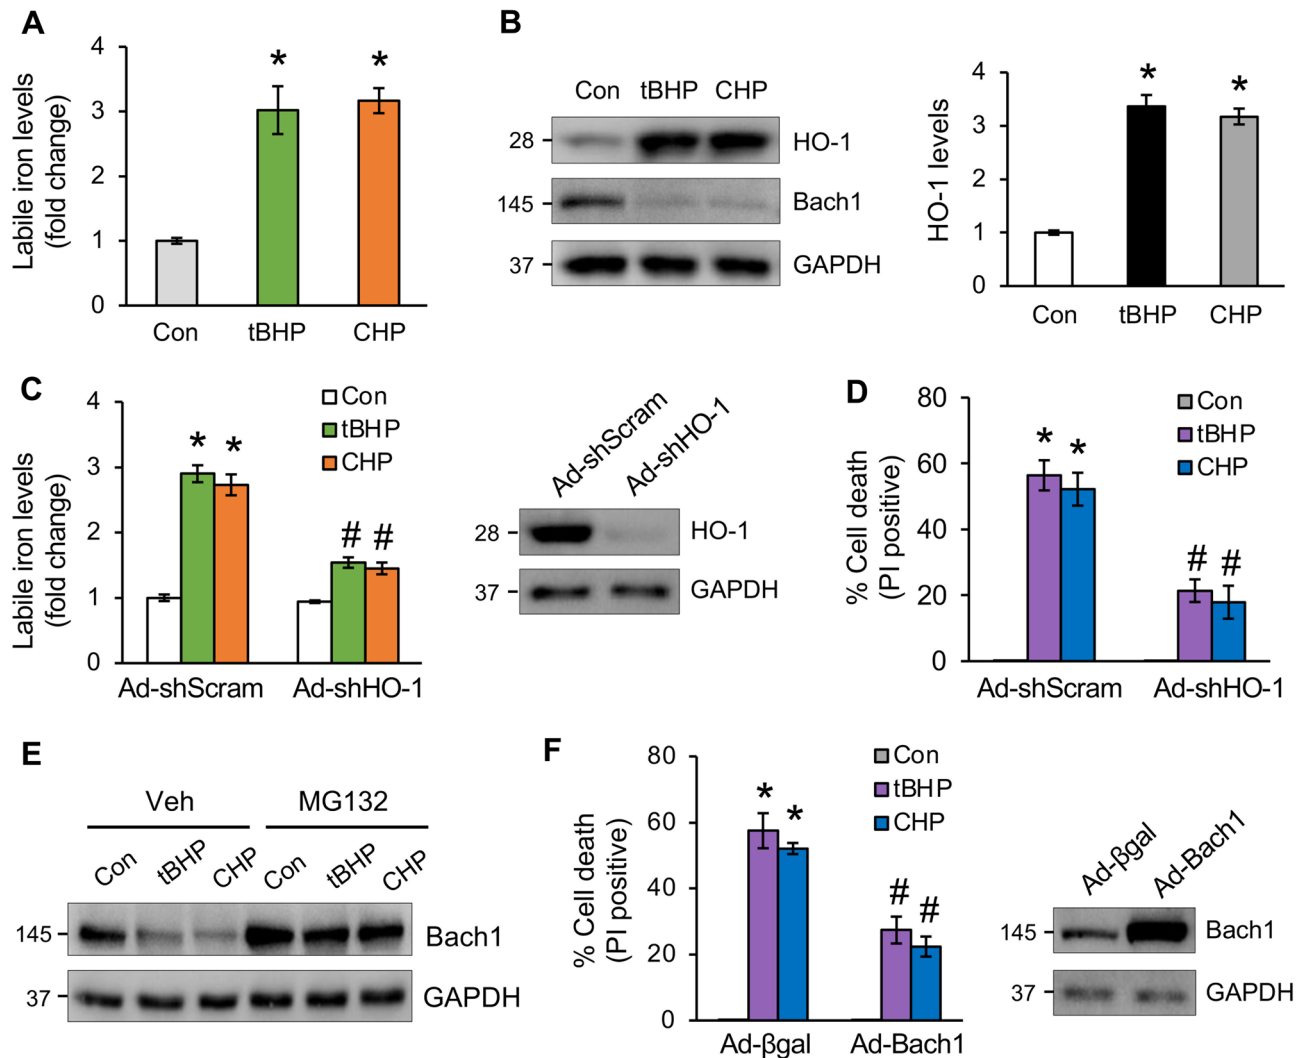 A
Labile iron levels
(fold change)
4
3
2
1
0
*
*
Con
tBHP
CHP
B
Con tBHP CHP
28
HO-1
145
Bach1
37
GAPDH
HO-1 levels
4
3
2
1
0
*
*
Con
tBHP
CHP
C
Labile iron levels
(fold change)
4
3
2
1
0
Con
tBHP
CHP
* *
# #
Ad-shScram
Ad-shHO-1
Ad-shScram
Ad-shHO-1
28
HO-1
37
GAPDH
D
% Cell death
(PI positive)
80
60
40
20
0
Con
tBHP
CHP
* *
# #
Ad-shScram
Ad-shHO-1
E
Veh
MG132
Con
tBHP
CHP
Con
tBHP
CHP
145
Bach1
37
GAPDH
F
% Cell death
(PI positive)
80
60
40
20
0
Con
tBHP
CHP
* *
# #
Ad-βgal
Ad-Bach1
Ad-βgal
Ad-Bach1
145
Bach1
37
GAPDH